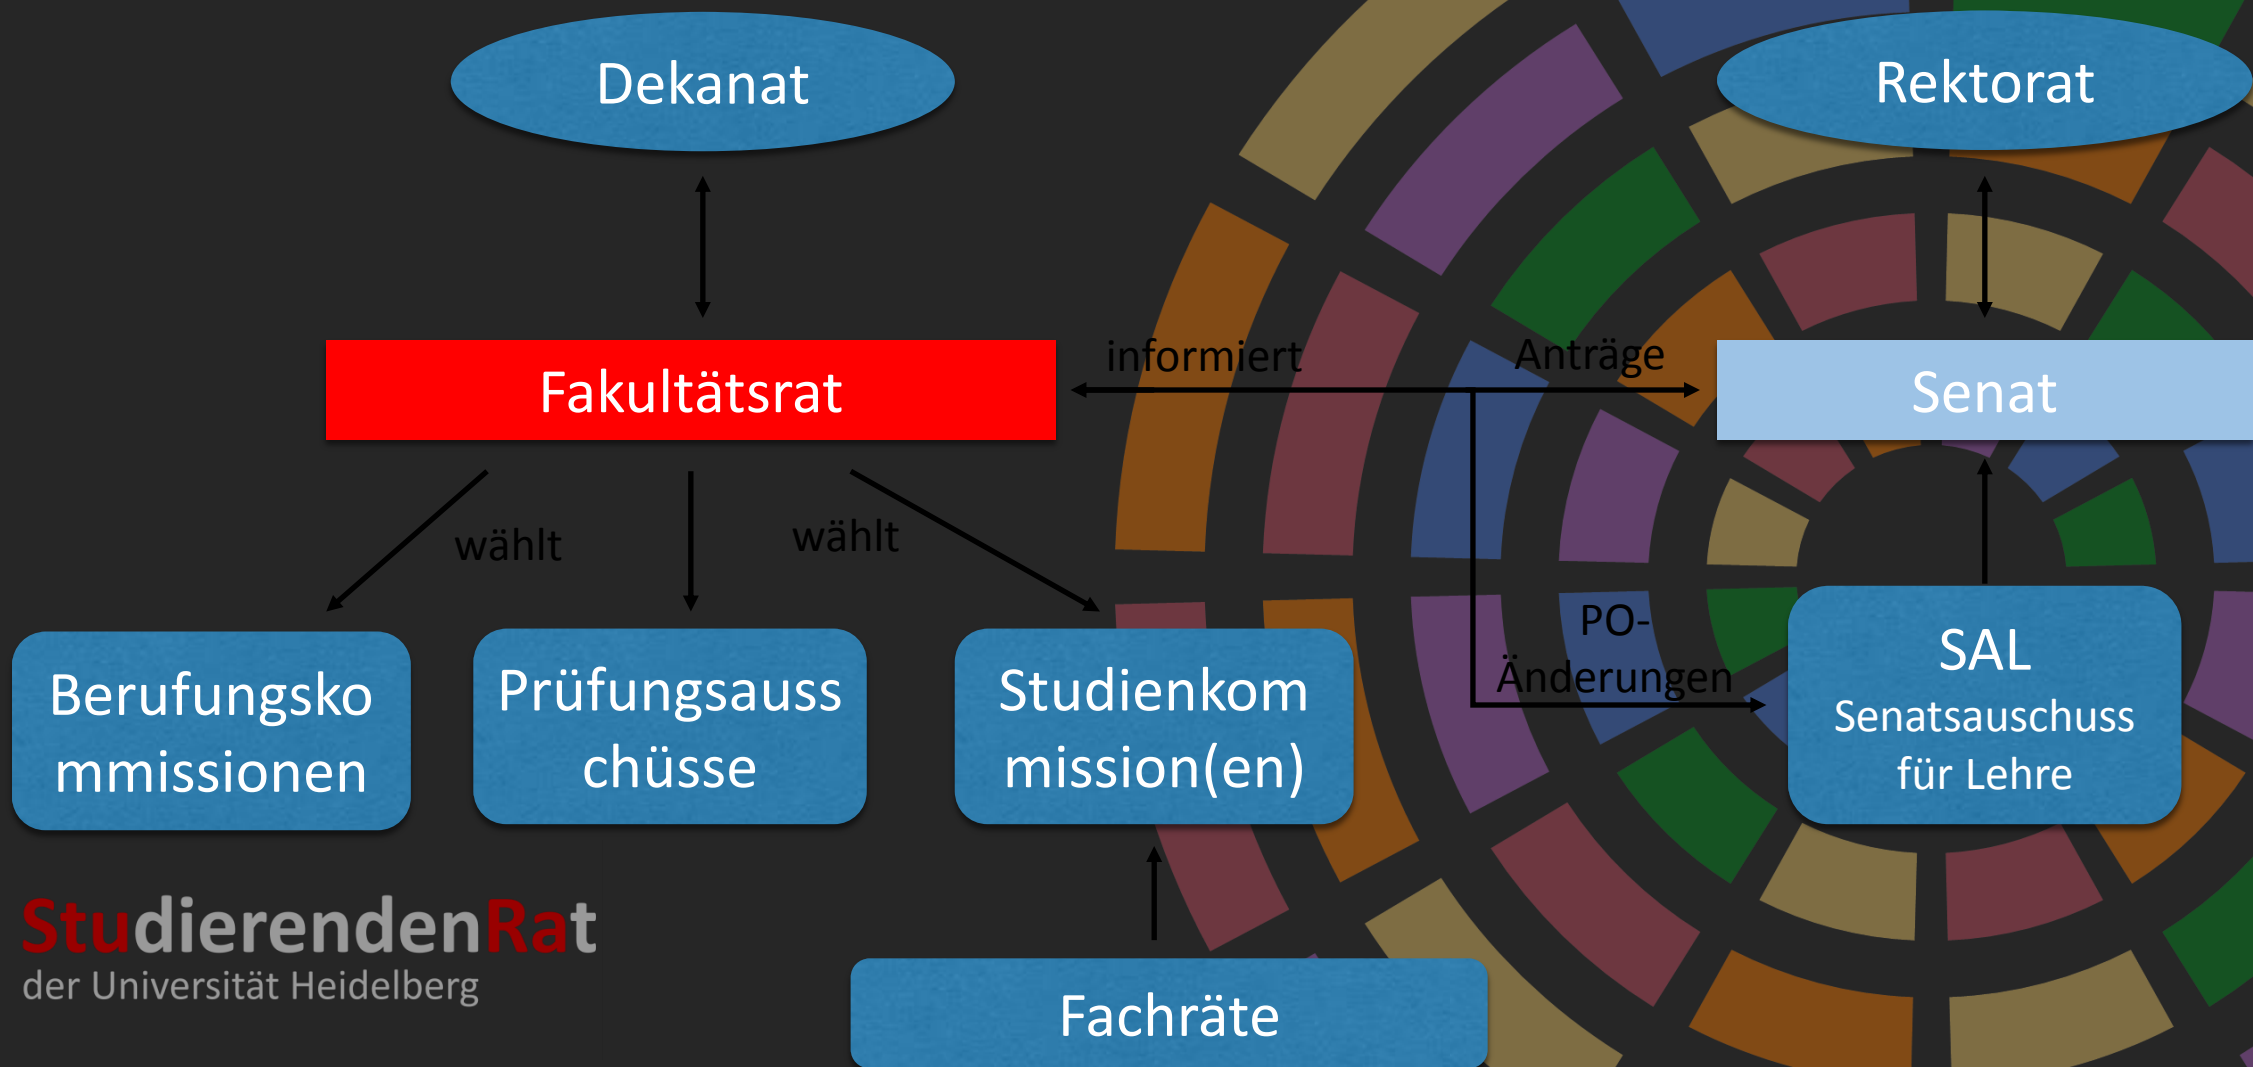 Dekanat
Rektorat
informiert
Anträge
Fakultätsrat
Senat
wählt
wählt
Berufungsko
mmissionen
Prüfungsauss
chüsse
Studienkom
mission(en)
PO-
Änderungen
SAL
Senatsauschuss
für Lehre
StudierendenRat
der Universität Heidelberg
Fachräte